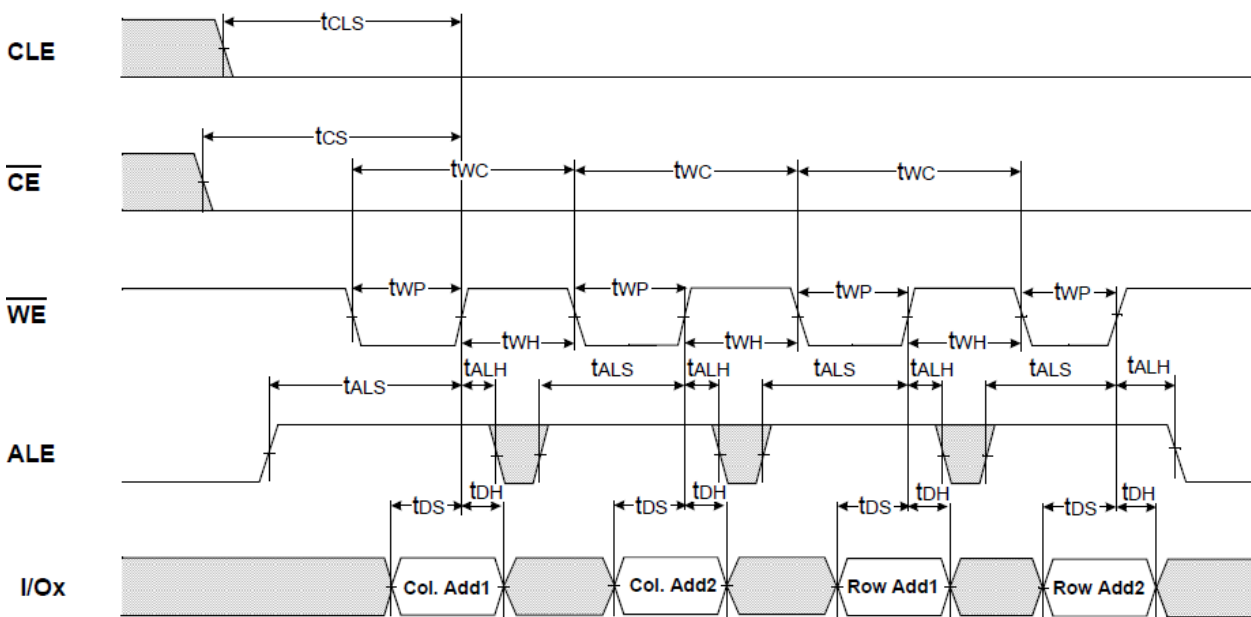 tCLS
CLE
tCS
CE
tWC tWC tWC
WE
tWP tWP tWP tWP
tWH tWH tWH
tALS tALH tALS tALH tALS tALH tALS tALH
ALE
tDS tDH tDS tDH tDS tDH tDS tDH
I/Ox Col. Add1 Col. Add2 Row Add1 Row Add2